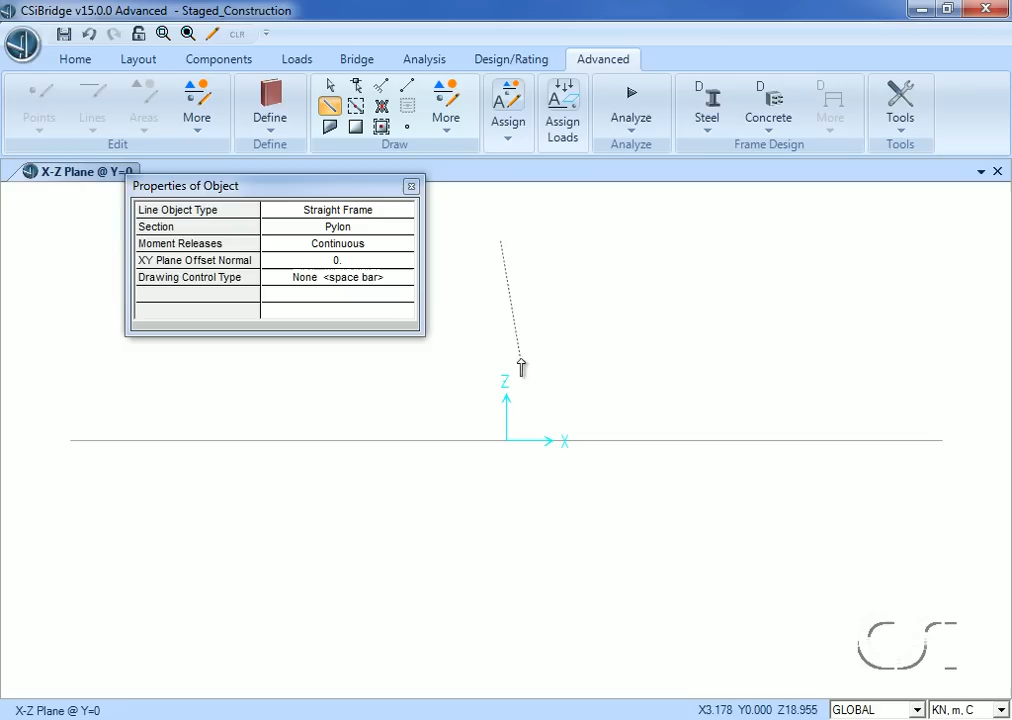 CSiBridge v15.0.0 Advanced - Staged_Construction
CLR
Home Layout Components Loads Bridge Analysis Design/Rating Advanced
Points Lines Areas More Define More Assign Assign Loads Analyze Steel Concrete More Tools
Edit Define Draw Analyze Frame Design Tools
X-Z Plane @ Y=0
Properties of Object
Line Object Type Straight Frame
Section Pylon
Moment Releases Continuous
XY Plane Offset Normal 0.
Drawing Control Type None <space bar>
Z
X
CSI
X-Z Plane @ Y=0 X3.178 Y0.000 Z18.955 GLOBAL KN, m, C